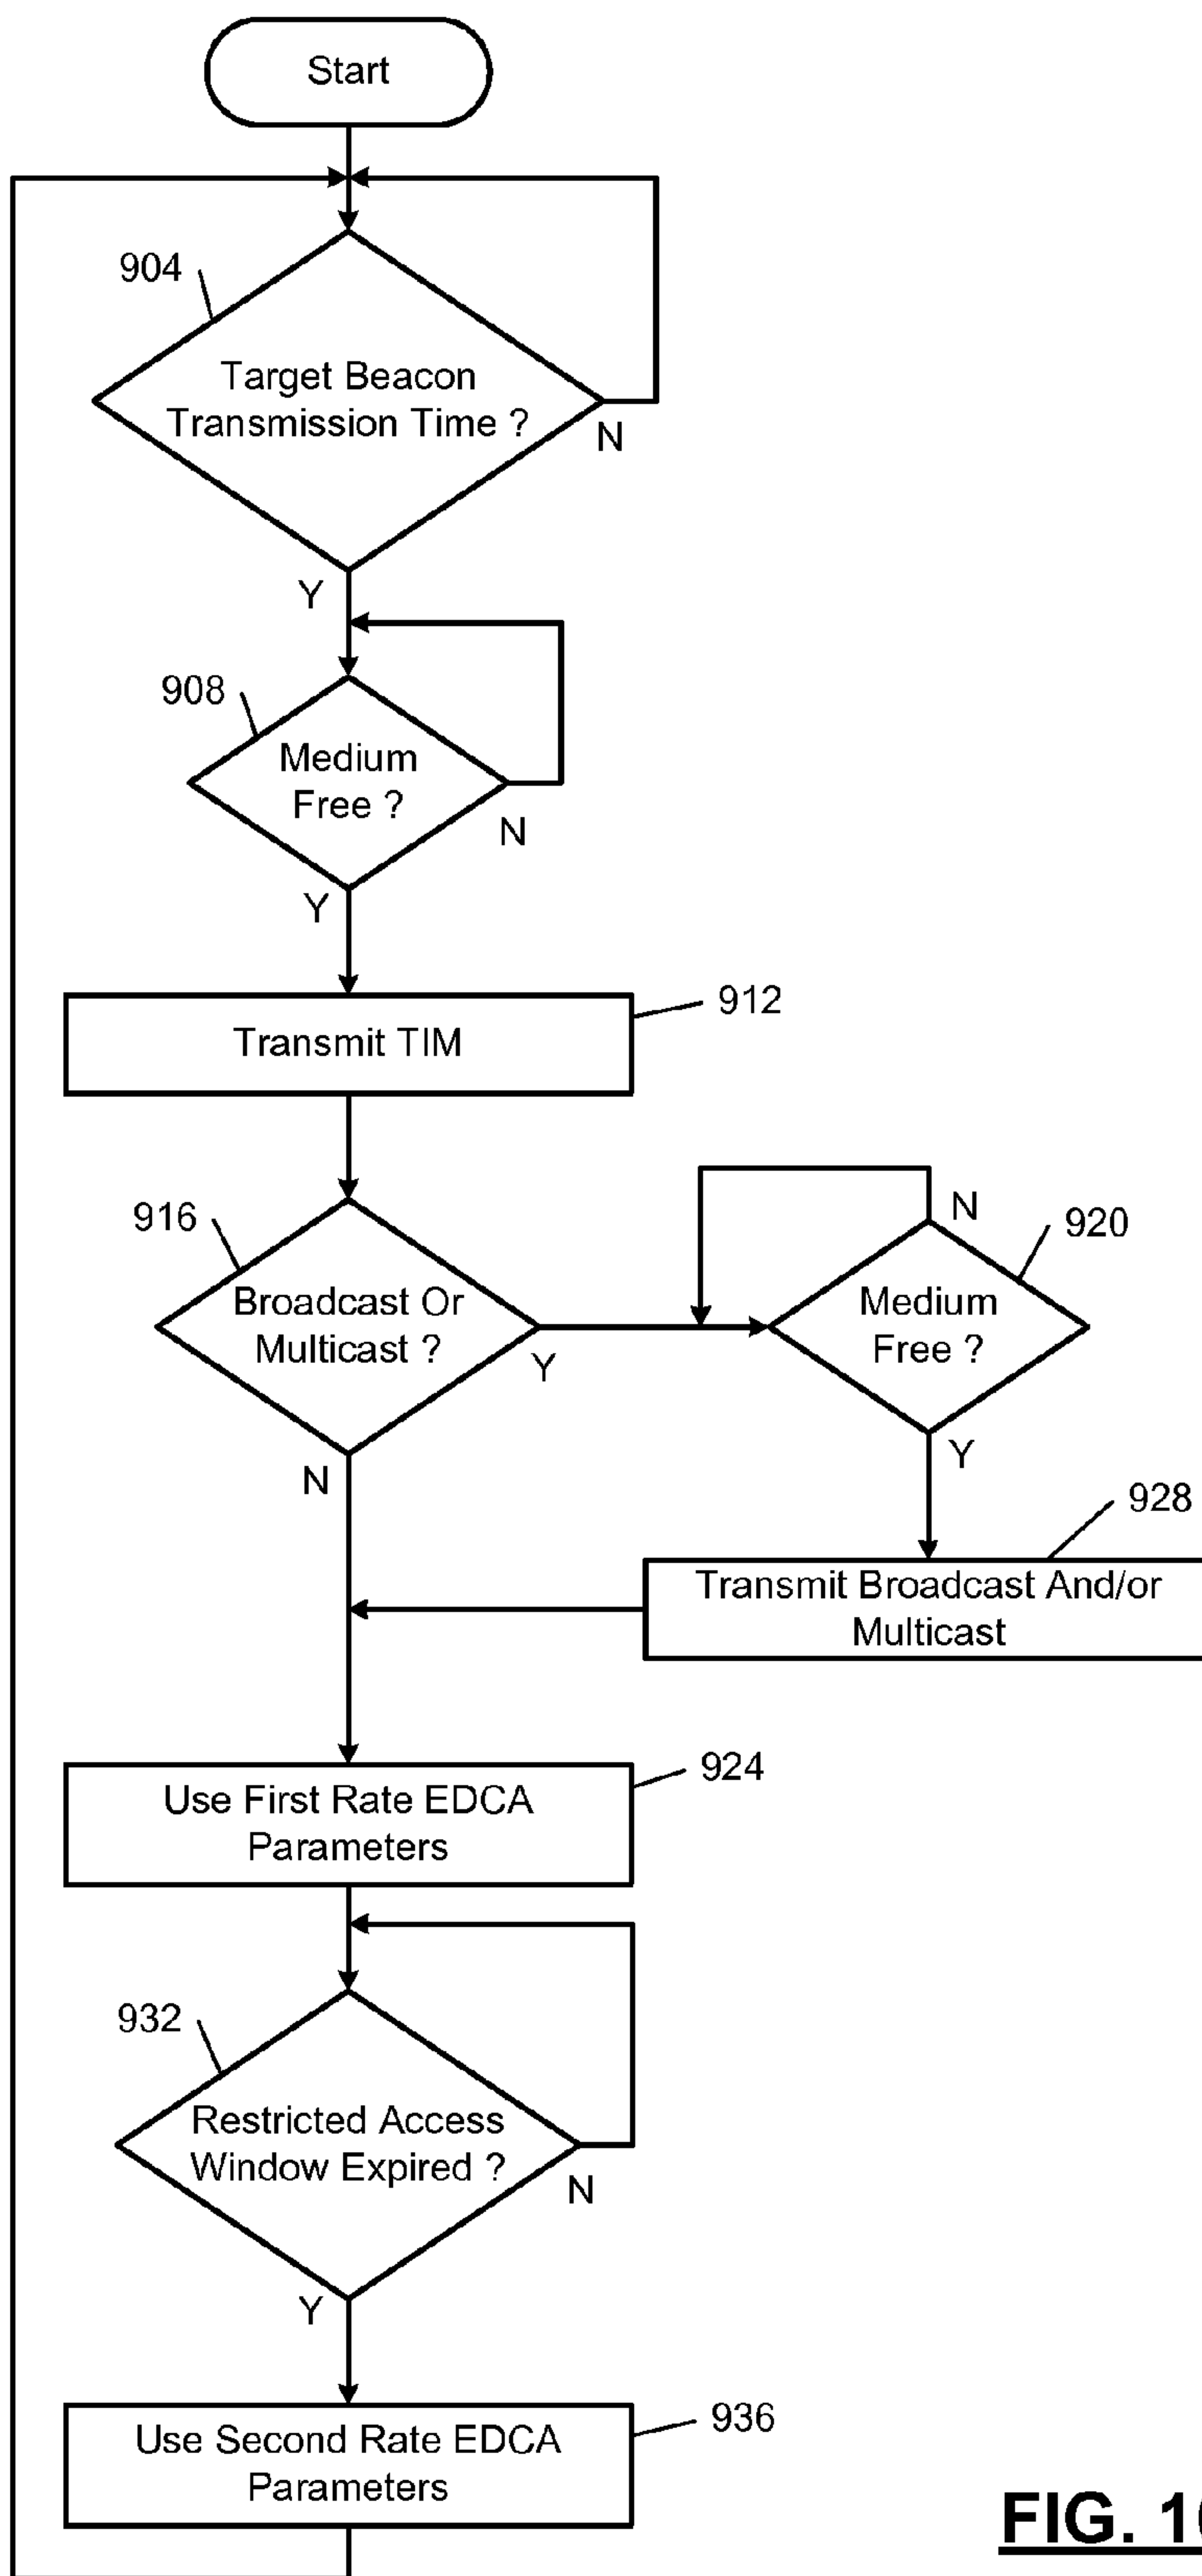 Start
904
Target Beacon
Transmission Time ?
N
Y
908
Medium
Free ?
N
Y
912
Transmit TIM
916
Broadcast Or
Multicast ?
Y
N
N
920
Medium
Free ?
Y
928
Transmit Broadcast And/or
Multicast
924
Use First Rate EDCA
Parameters
932
Restricted Access
Window Expired ?
N
Y
936
Use Second Rate EDCA
Parameters
FIG.